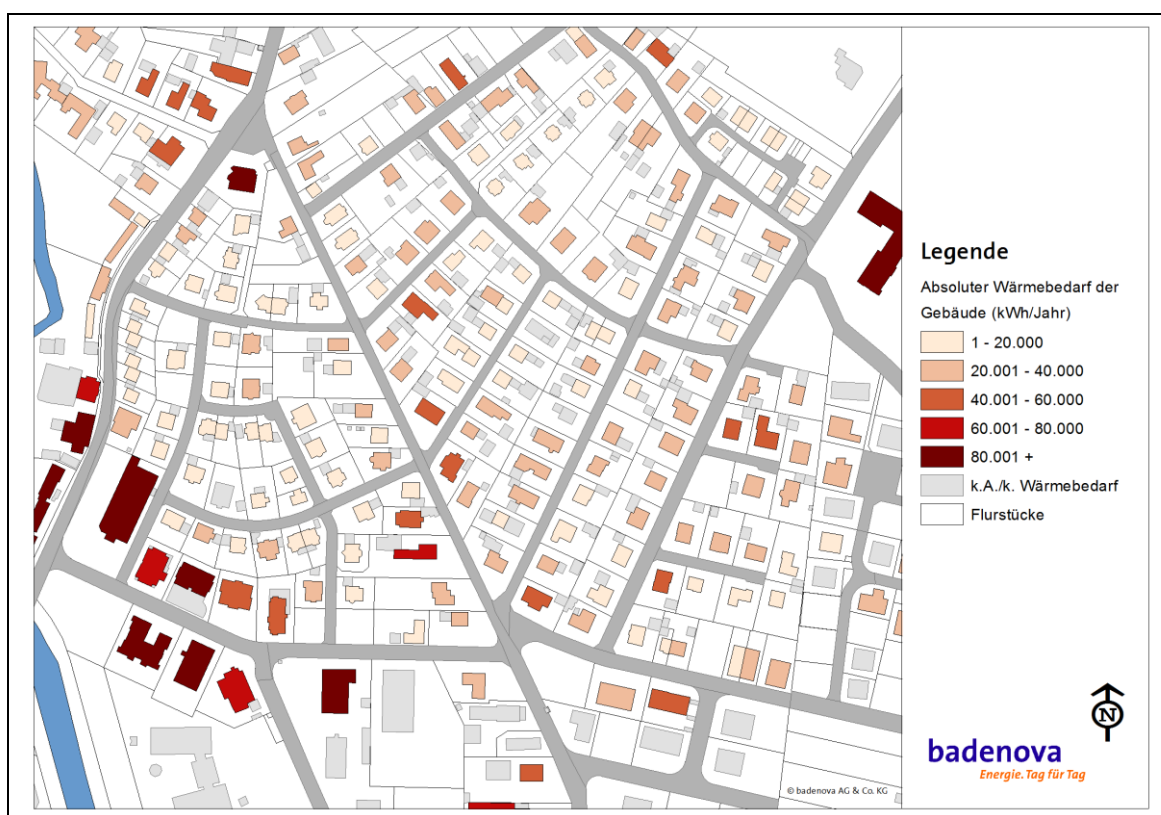 Legende
Absoluter Wärmebedarf der
Gebäude (kWh/Jahr)
1 - 20.000
20.001 - 40.000
40.001 - 60.000
60.001 - 80.000
80.001 +
k.A./k. Wärmebedarf
Flurstücke
N
badenova
Energie. Tag für Tag
© badenova AG & Co. KG